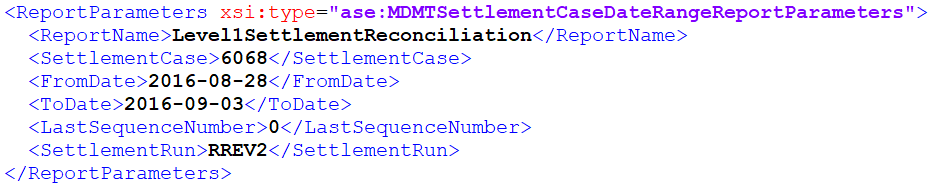 <ReportParameters xsi:type="ase:MDMTSettlementCaseDateRangeReportParameters">
<ReportName>Level1SettlementReconciliation</ReportName>
<SettlementCase>6068</SettlementCase>
<FromDate>2016-08-28</FromDate>
<ToDate>2016-09-03</ToDate>
<LastSequenceNumber>0</LastSequenceNumber>
<SettlementRun>RREV2</SettlementRun>
</ReportParameters>